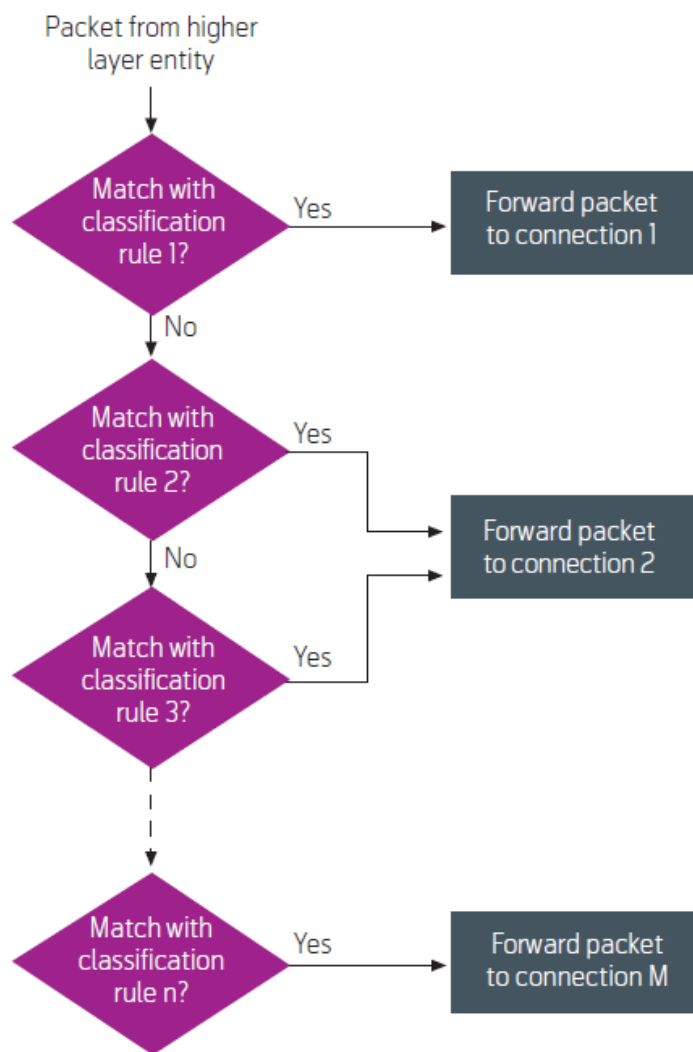 Packet from higher
layer entity
Match with
classification
rule 1?
Yes
Forward packet
to connection 1
No
Match with
classification
rule 2?
Yes
Forward packet
to connection 2
No
Match with
classification
rule 3?
Yes
Match with
classification
rule n?
Yes
Forward packet
to connection M